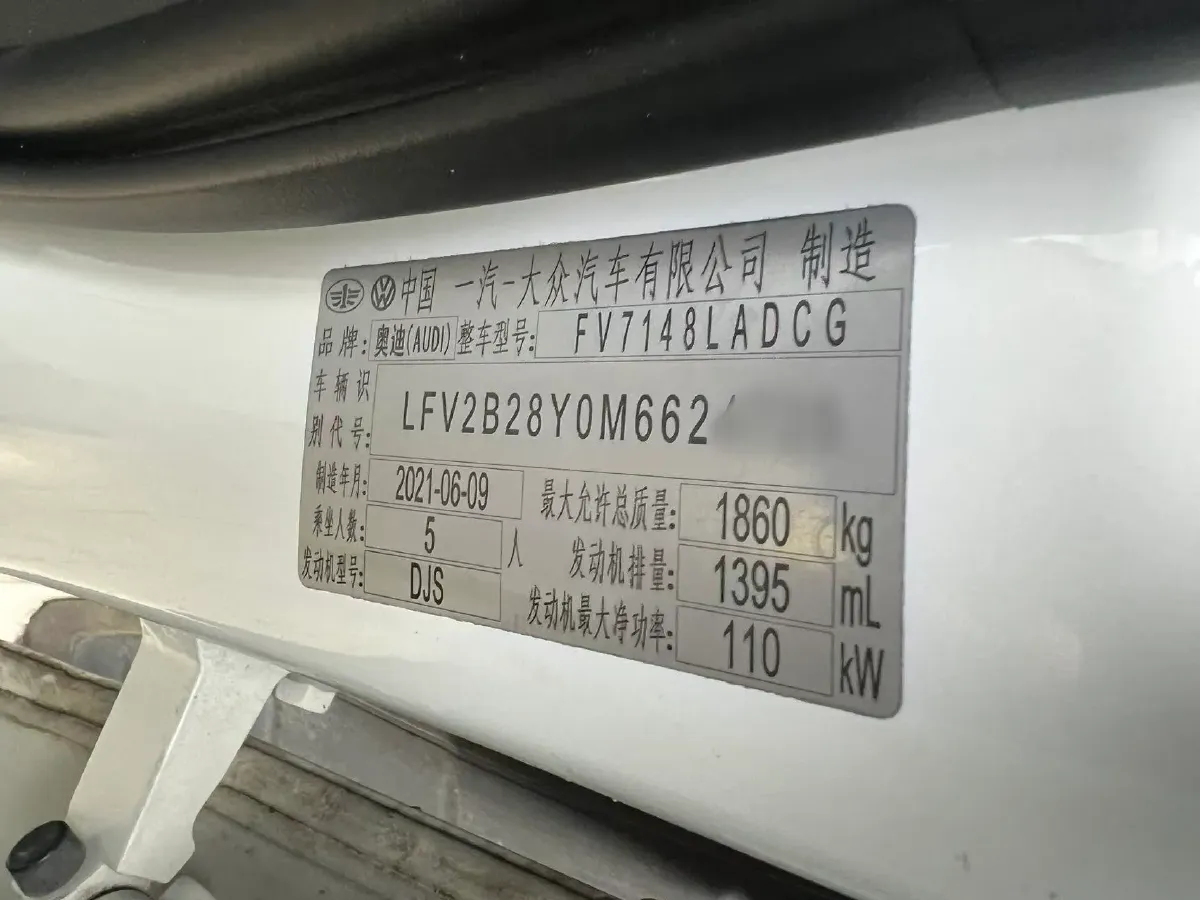 中国 一汽-大众汽车有限公司 制造
品牌: 奥迪(AUDI) 整车型号: FV7148LADCG
车辆识别代号: LFV2B28Y0M662
制造年月: 2021-06-09 最大允许总质量: 1860 kg
乘坐人数: 5 人 发动机排量: 1395 mL
发动机型号: DJS 发动机最大净功率: 110 kW